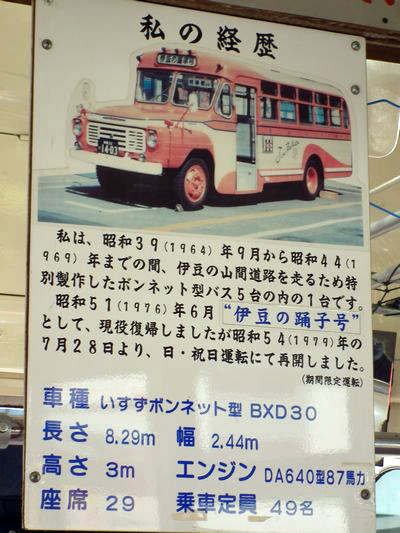 私の経歴
私は、昭和39(1964)年9月から昭和44(1
969)年までの間、伊豆の山間道路を走るため特
別製作したボンネット型バス5台の内の1台です。
昭和51(1976)年6月 “伊豆の踊子号”
として、現役復帰しましたが昭和54(1979)年の
7月28日より、日・祝日運転にて再開しました。
(期間限定運転)
車種 いすずボンネット型 BXD30
長さ 8.29m 幅 2.44m
高さ 3m エンジン DA640型87馬力
座席 29 乗車定員 49名